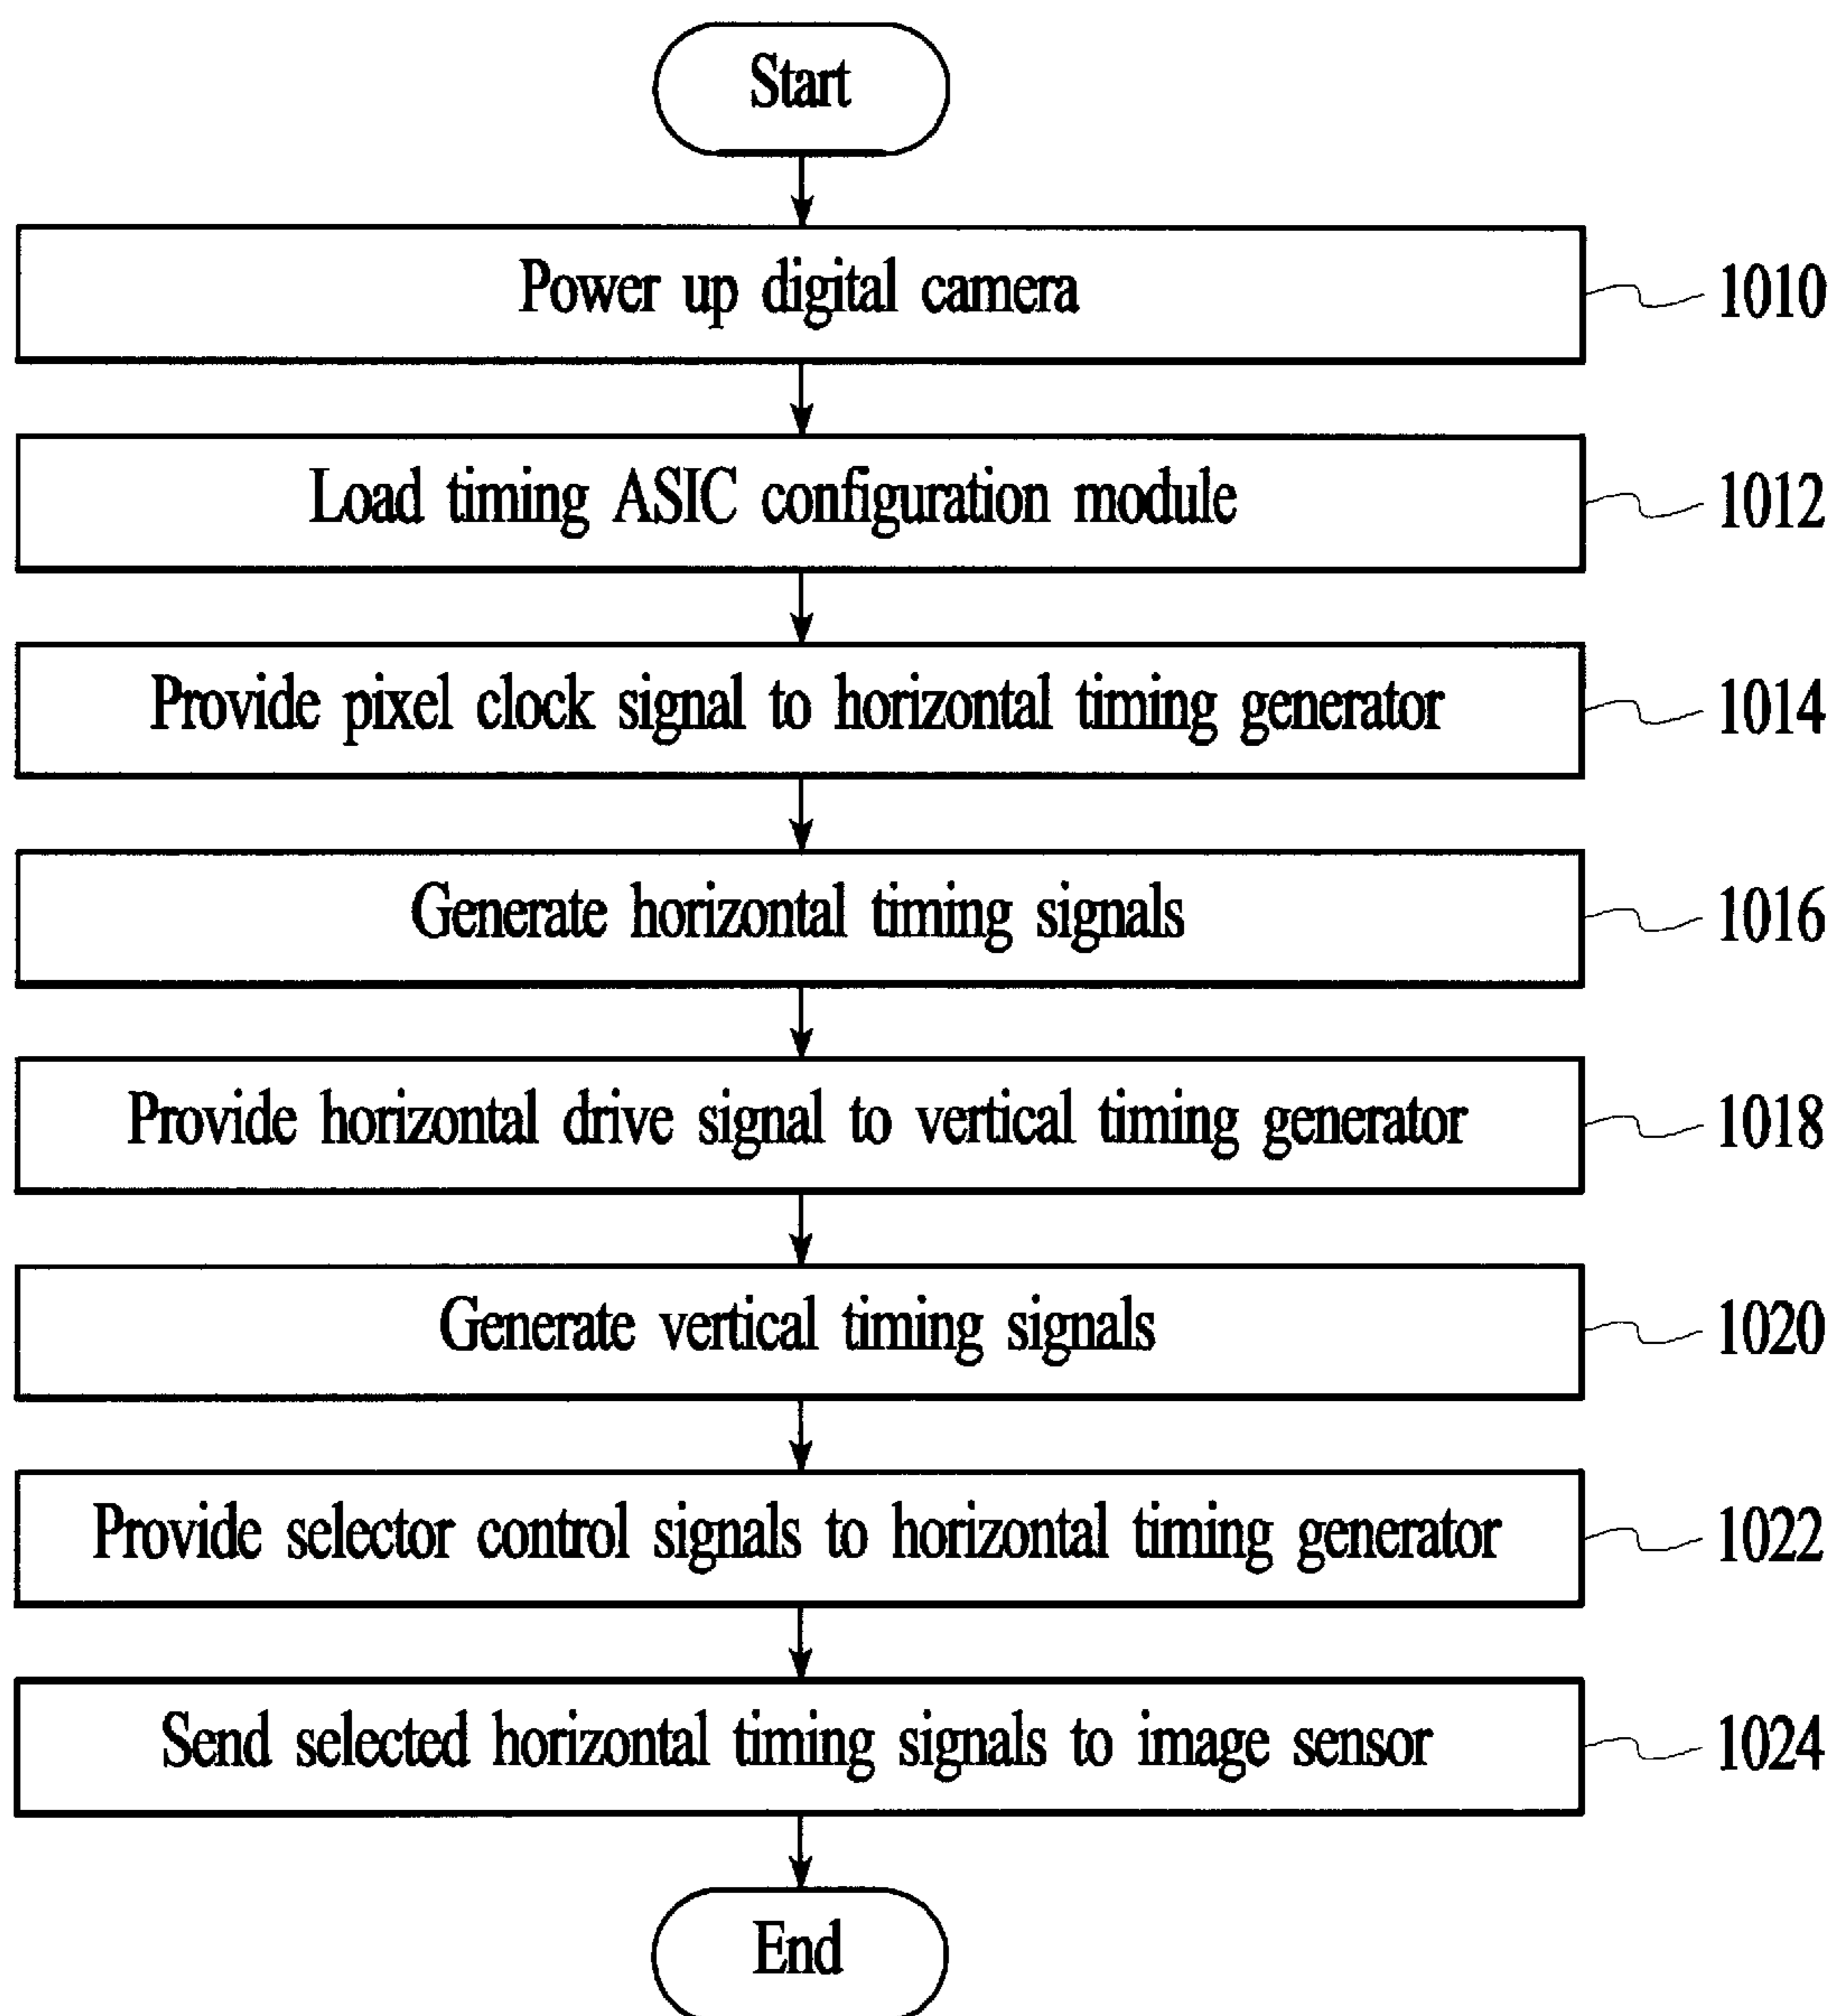 Start
Power up digital camera
1010
Load timing ASIC configuration module
1012
Provide pixel clock signal to horizontal timing generator
1014
Generate horizontal timing signals
1016
Provide horizontal drive signal to vertical timing generator
1018
Generate vertical timing signals
1020
Provide selector control signals to horizontal timing generator
1022
Send selected horizontal timing signals to image sensor
1024
End